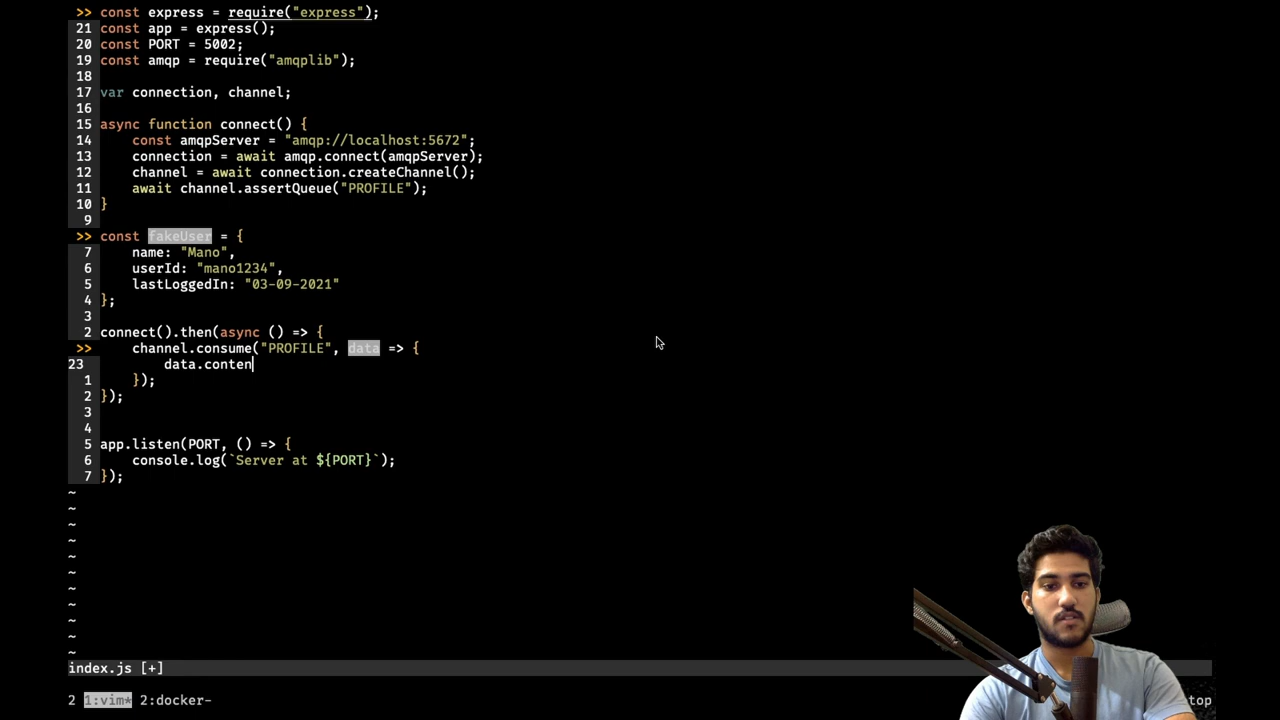 >> const express = require("express");
21 const app = express();
20 const PORT = 5002;
19 const amqp = require("amqplib");
18
17 var connection, channel;
16
15 async function connect() {
14     const amqpServer = "amqp://localhost:5672";
13     connection = await amqp.connect(amqpServer);
12     channel = await connection.createChannel();
11     await channel.assertQueue("PROFILE");
10 }
9
>> const fakeUser = {
7     name: "Mano",
6     userId: "mano1234",
5     lastLoggedIn: "03-09-2021"
4 };
3
2 connect().then(async () => {
>>     channel.consume("PROFILE", data => {
23         data.conten
1     });
2 });
3
4
5 app.listen(PORT, () => {
6     console.log(`Server at ${PORT}`);
7 });
~
~
~
~
~
~
~
~
~
~
~
index.js [+]
2 1:vim* 2:docker- top